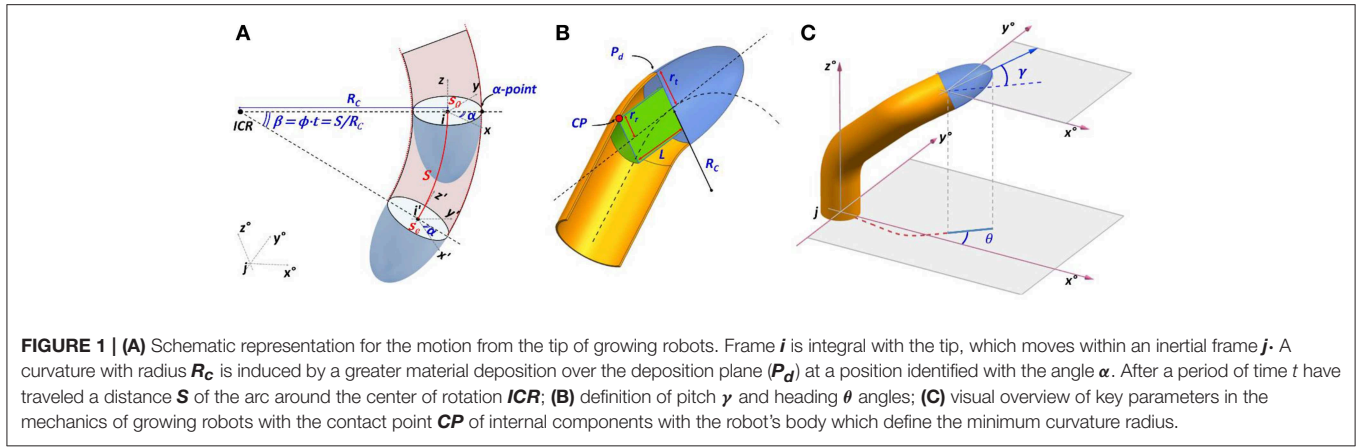 A
B
C
z
y
α-point
s₀
α
i
x
R_C
ICR
β = ϕ·t = S/R_C
S
z'
i'
y'
s_s
α
x'
z°
y°
j
x°
P_d
r_t
CP
r_r
L
R_C
y°
z°
γ
x°
y°
j
θ
x°
FIGURE 1 | (A) Schematic representation for the motion from the tip of growing robots. Frame i is integral with the tip, which moves within an inertial frame j. A
curvature with radius R_C is induced by a greater material deposition over the deposition plane (P_d) at a position identified with the angle α. After a period of time t have
traveled a distance S of the arc around the center of rotation ICR; (B) definition of pitch γ and heading θ angles; (C) visual overview of key parameters in the
mechanics of growing robots with the contact point CP of internal components with the robot's body which define the minimum curvature radius.